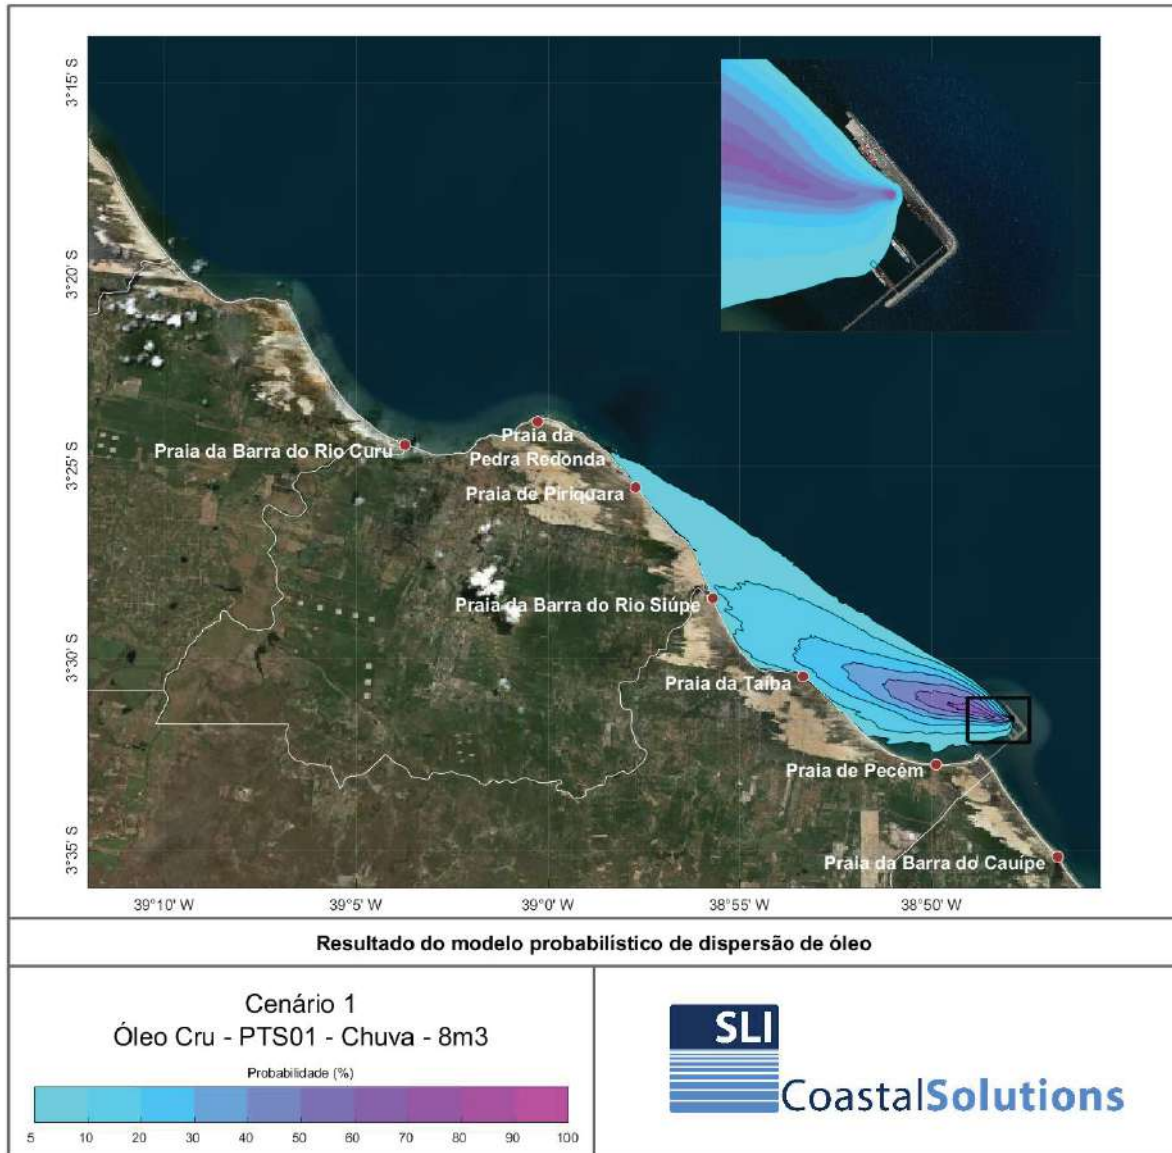 3°15' S
3°20' S
3°25' S
3°30' S
3°35' S
Praia da Barra do Rio Curu
Praia da
Pedra Redonda
Praia de Piriquara
Praia da Barra do Rio Siúpe
Praia da Taíba
Praia de Pecém
Praia da Barra do Cauípe
39°10' W
39°5' W
39°0' W
38°55' W
38°50' W
Resultado do modelo probabilístico de dispersão de óleo
Cenário 1
Óleo Cru - PTS01 - Chuva - 8m3
Probabilidade (%)
5 10 20 30 40 50 60 70 80 90 100
SLI
CoastalSolutions